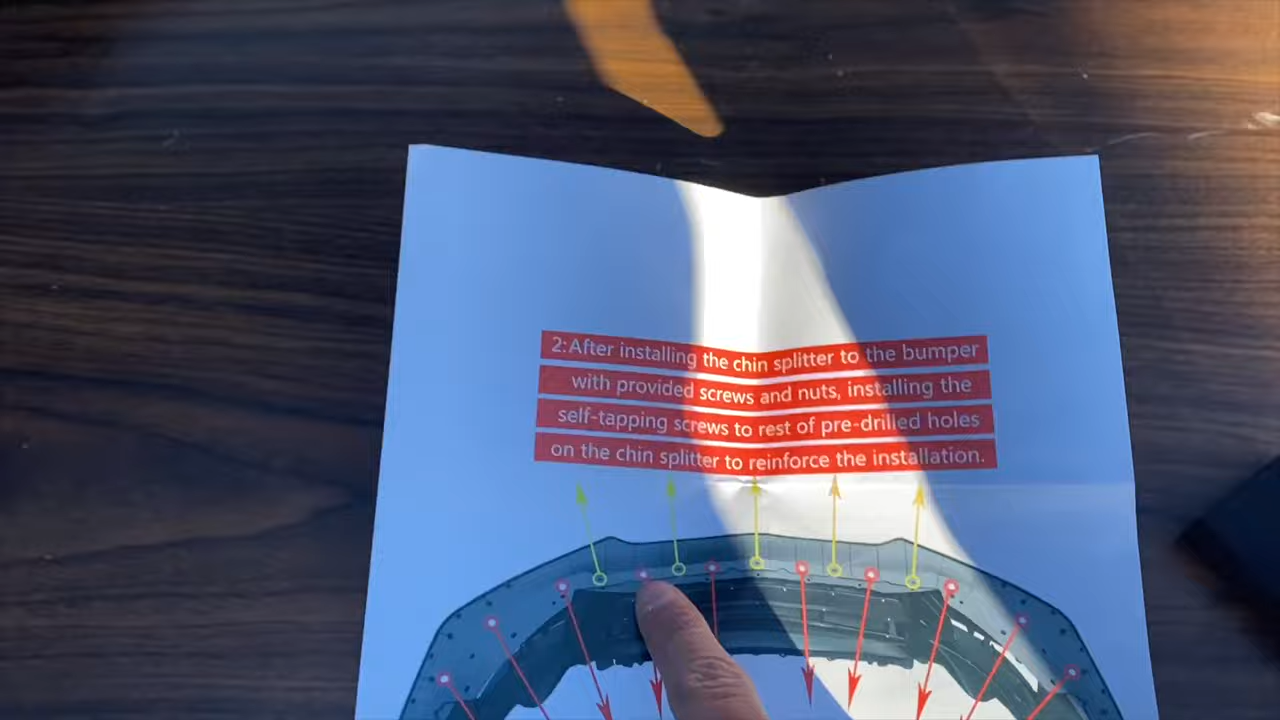 2:After installing the chin splitter to the bumper
with provided screws and nuts, installing the
self-tapping screws to rest of pre-drilled holes
on the chin splitter to reinforce the installation.